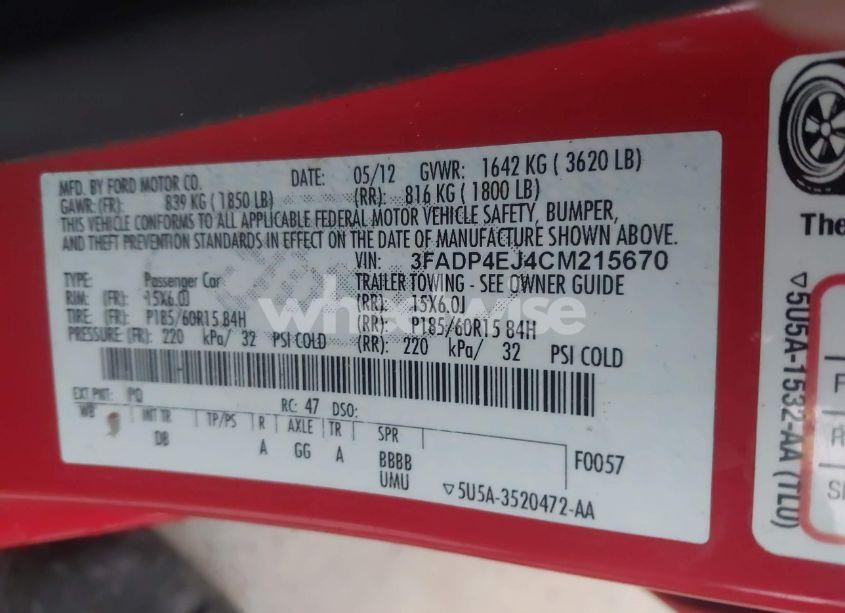 MFD. BY FORD MOTOR CO. DATE: 05/12 GVWR: 1642 KG ( 3620 LB)
GAWR: (FR): 839 KG ( 1850 LB) (RR): 816 KG ( 1800 LB)
THIS VEHICLE CONFORMS TO ALL APPLICABLE FEDERAL MOTOR VEHICLE SAFETY, BUMPER,
AND THEFT PREVENTION STANDARDS IN EFFECT ON THE DATE OF MANUFACTURE SHOWN ABOVE.
VIN: 3FADP4EJ4CM215670
TYPE: Passenger Car TRAILER TOWING - SEE OWNER GUIDE
RIM: (FR): 15X6.0J (RR): 15X6.0J
TIRE: (FR): P185/60R15 84H (RR): P185/60R15 84H
PRESSURE (FR): 220 kPa/ 32 PSI COLD (RR): 220 kPa/ 32 PSI COLD
EXT PNT: PQ RC: 47 DSO:
WB INT TR TP/PS R AXLE TR SPR
DB A GG A BBBB
UMU
F0057
▽5U5A-3520472-AA
wheelwise
The
▽5U5A-1532-AA (7L0)
F
R